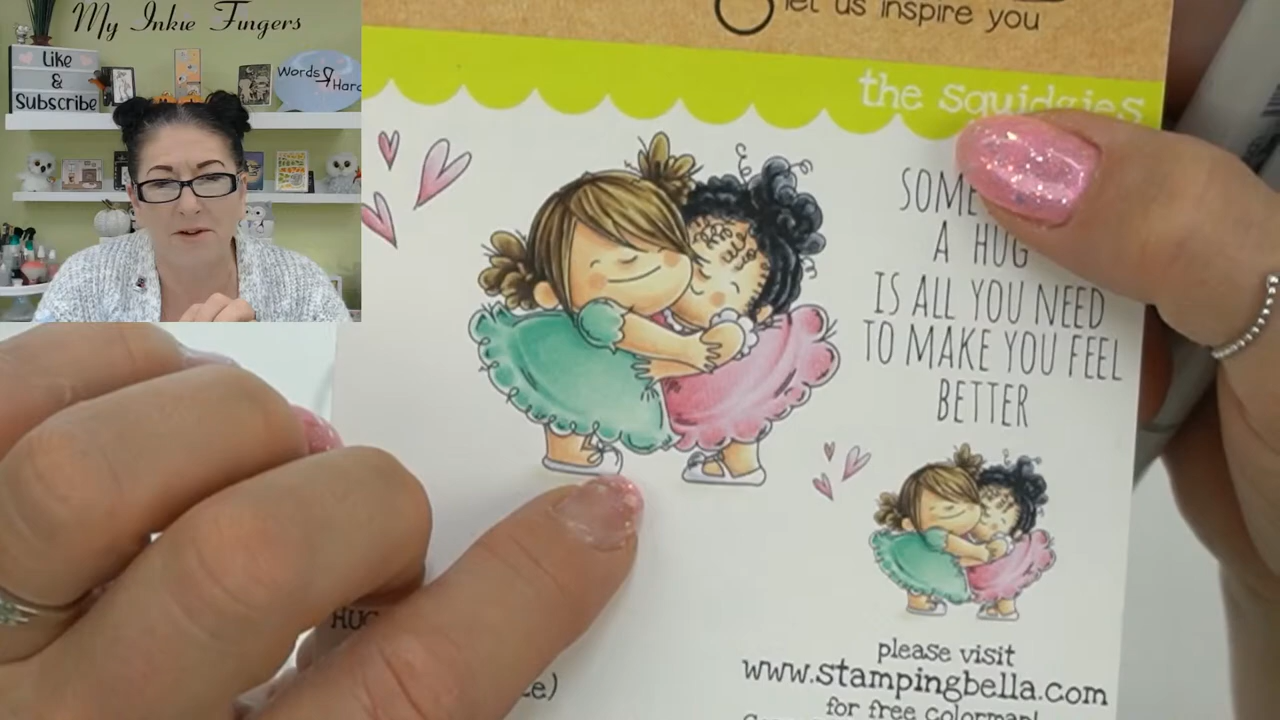 My Inkie Fingers
Like
&
Subscribe
Words
let us inspire you
the squidgies
SOME
A HUG
IS ALL YOU NEED
TO MAKE YOU FEEL
BETTER
please visit
www.stampingbella.com
for free